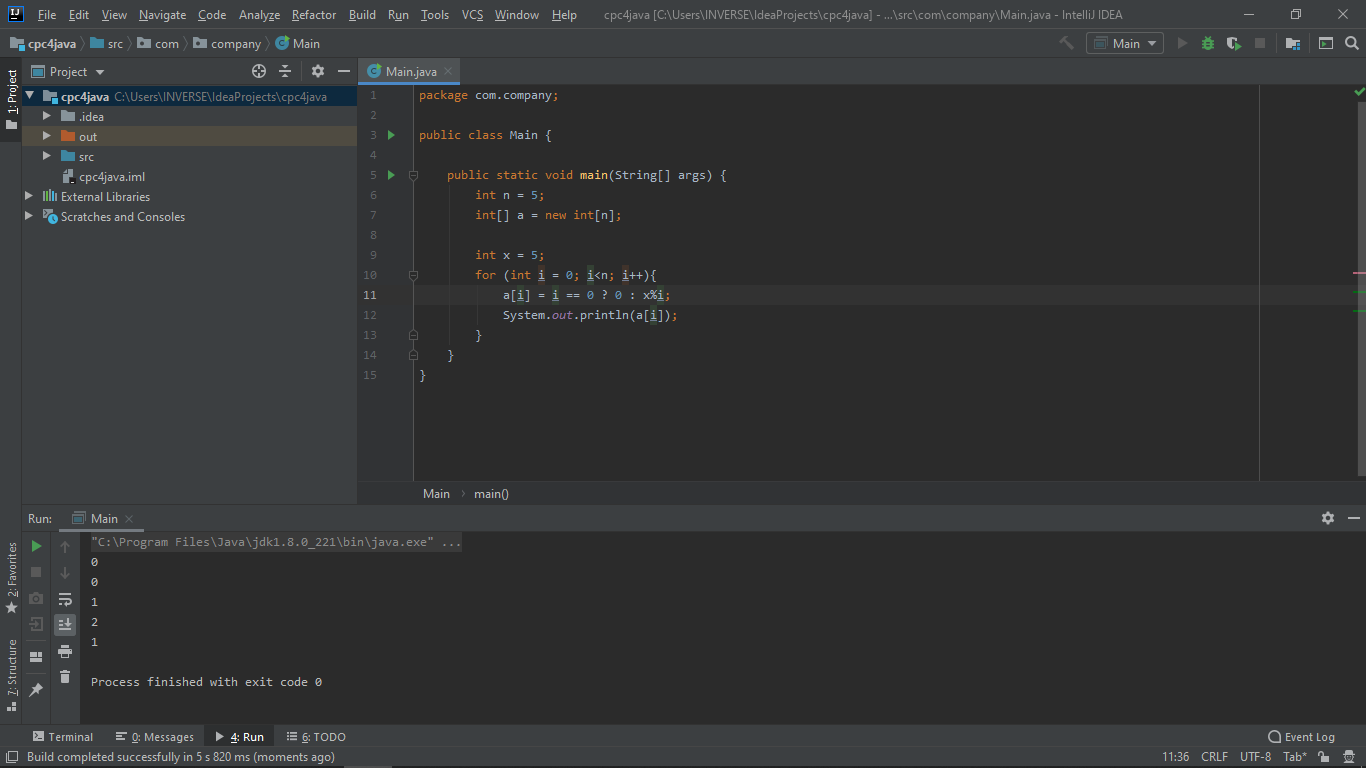 File Edit View Navigate Code Analyze Refactor Build Run Tools VCS Window Help cpc4java [C:\Users\INVERSE\IdeaProjects\cpc4java] - ...\src\com\company\Main.java - IntelliJ IDEA
cpc4java src com company Main Main
1: Project
Project
Main.java
cpc4java C:\Users\INVERSE\IdeaProjects\cpc4java
.idea
out
src
cpc4java.iml
External Libraries
Scratches and Consoles
1 package com.company;
2
3 public class Main {
4
5 public static void main(String[] args) {
6 int n = 5;
7 int[] a = new int[n];
8
9 int x = 5;
10 for (int i = 0; i<n; i++){
11 a[i] = i == 0 ? 0 : x%i;
12 System.out.println(a[i]);
13 }
14 }
15 }
Main main()
Run: Main
2: Favorites
7: Structure
"C:\Program Files\Java\jdk1.8.0_221\bin\java.exe" ...
0
0
1
2
1
Process finished with exit code 0
Terminal 0: Messages 4: Run 6: TODO Event Log
Build completed successfully in 5 s 820 ms (moments ago) 11:36 CRLF UTF-8 Tab*